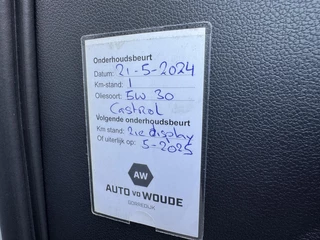 Onderhoudsbeurt
Datum: 21-5-2024
Km-stand: 1
Oliesoort: 5W 30
Castrol
Volgende onderhoudsbeurt
Km stand: zie display
Of uiterlijk op: 5-2025
AW
AUTO VD WOUDE
GORREDIJK